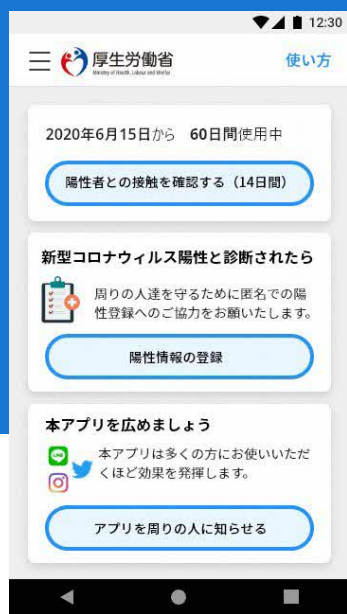 12:30
厚生労働省
Ministry of Health, Labour and Welfare
使い方
2020年6月15日から 60日間使用中
陽性者との接触を確認する（14日間）
新型コロナウィルス陽性と診断されたら
周りの人達を守るために匿名での陽
性登録へのご協力をお願いいたします。
陽性情報の登録
本アプリを広めましょう
本アプリは多くの方にお使いいただ
くほど効果を発揮します。
アプリを周りの人に知らせる